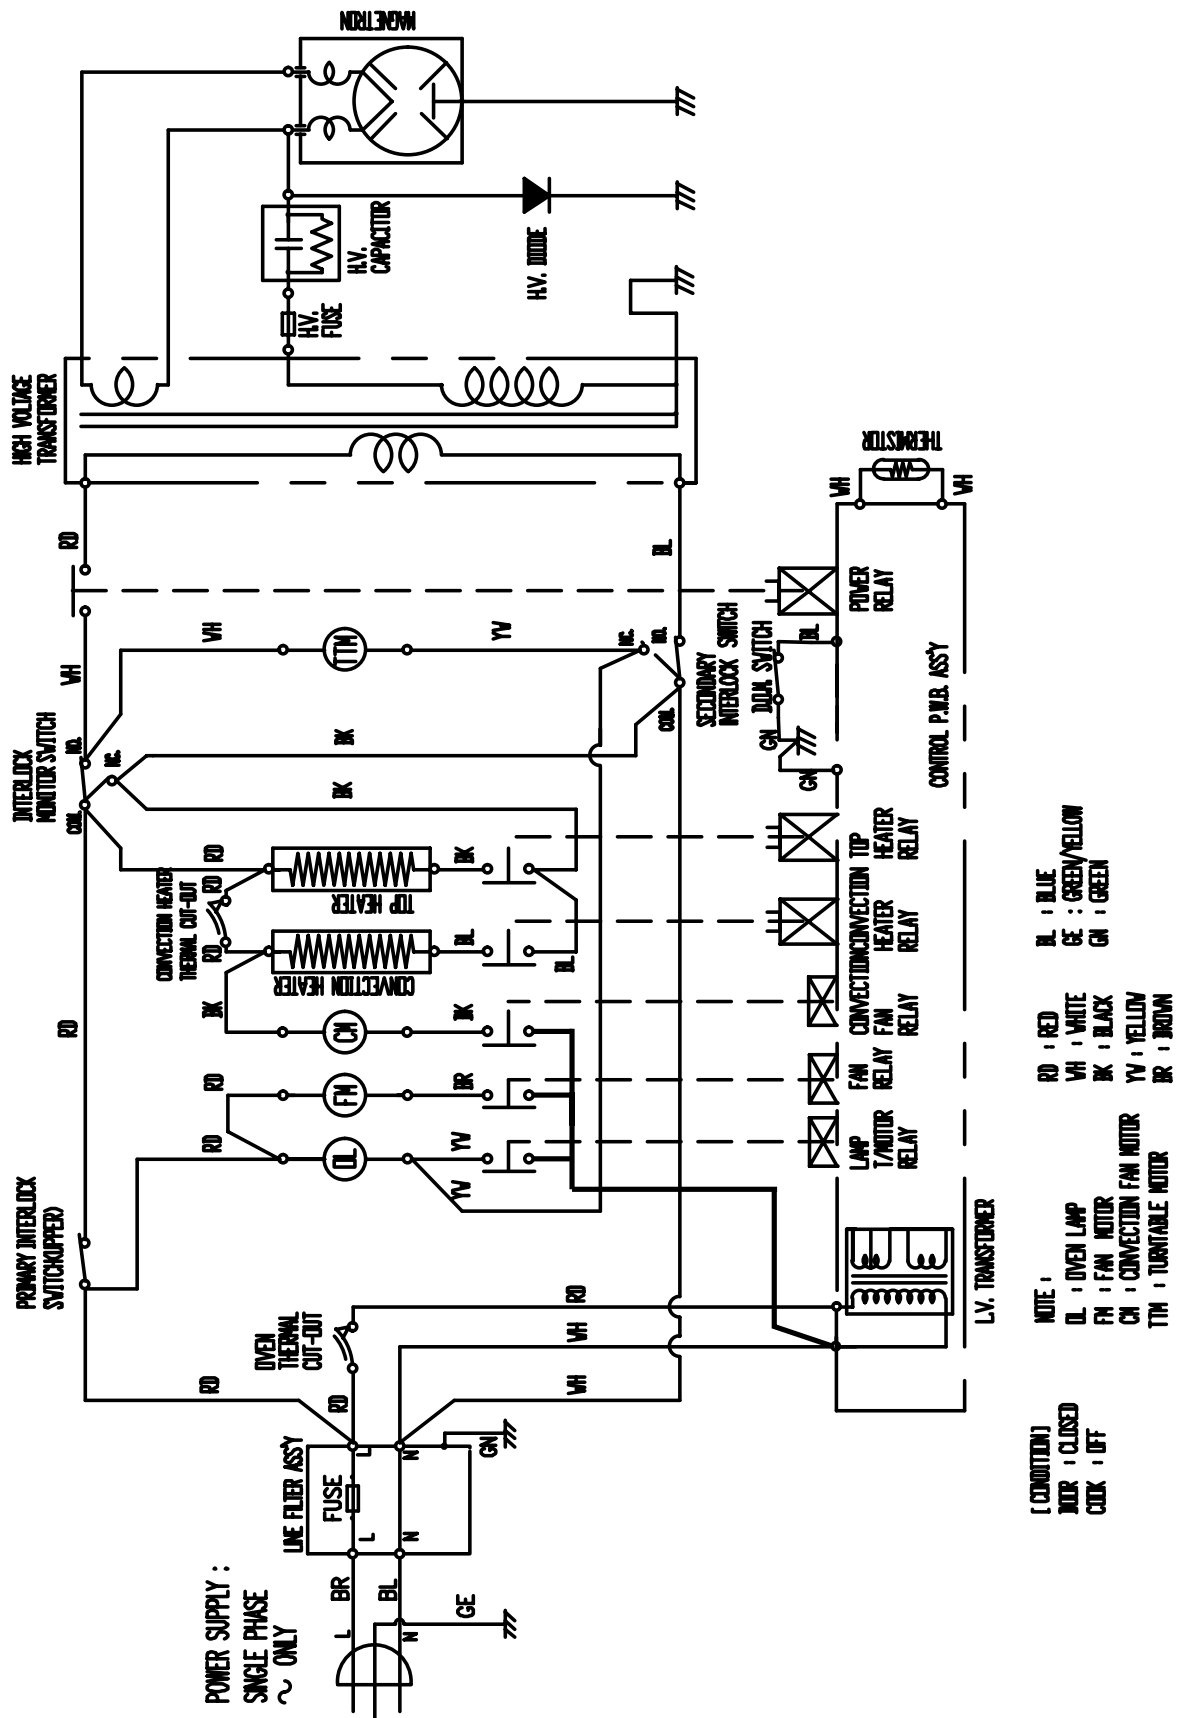 MAGNETRON
H.V.
CAPACITOR
H.V. DIODE
H.V.
FUSE
HIGH VOLTAGE
TRANSFORMER
THERMISTOR
WH
WH
RD
BL
POWER
RELAY
WH
TTM
YW
NC.
NO.
COM.
SECONDARY
INTERLOCK SWITCH
D.O.M. SWITCH
BL
GN
GN
CONTROL P.W.B. ASS'Y
WH
INTERLOCK
MONITOR SWITCH
NO.
NC.
COM.
BK
BK
RD
TOP HEATER
BK
TOP
HEATER
RELAY
CONVECTION HEATER
THERMAL CUT-OUT
RD
RD
CONVECTION HEATER
BL
BL
CONVECTION
HEATER
RELAY
BK
CM
BK
CONVECTION
FAN
RELAY
RD
RD
FM
BR
FAN
RELAY
RD
OL
YW
YW
LAMP
T/MOTOR
RELAY
PRIMARY INTERLOCK
SWITCH(UPPER)
L.V. TRANSFORMER
OVEN
THERMAL
CUT-OUT
RD
WH
RD
RD
WH
LINE FILTER ASS'Y
FUSE
L
N
L
N
GN
POWER SUPPLY :
SINGLE PHASE
~ ONLY
BR
BL
L
N
GE
NOTE :
OL : OVEN LAMP
FM : FAN MOTOR
CM : CONVECTION FAN MOTOR
TTM : TURNTABLE MOTOR
RD : RED
WH : WHITE
BK : BLACK
YW : YELLOW
BR : BROWN
BL : BLUE
GE : GREEN/YELLOW
GN : GREEN
[ CONDITION ]
DOOR : CLOSED
COOK : OFF